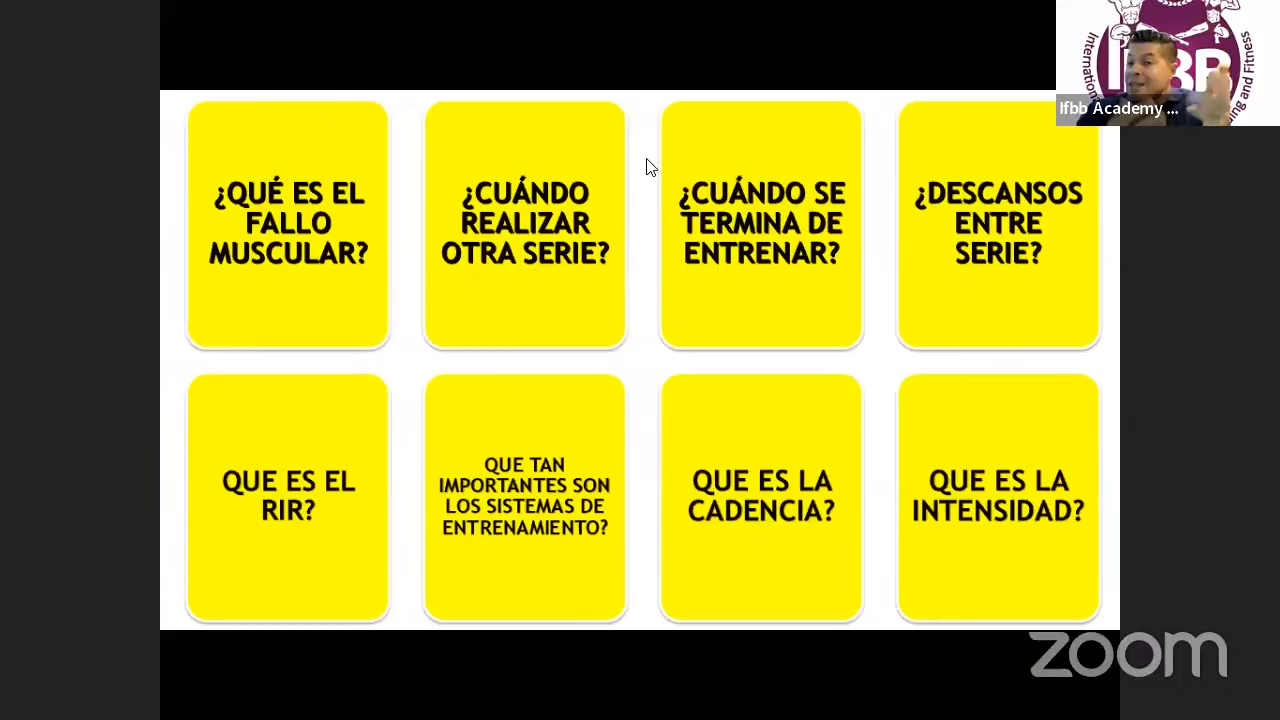 ¿QUÉ ES EL
FALLO
MUSCULAR?
¿CUÁNDO
REALIZAR
OTRA SERIE?
¿CUÁNDO SE
TERMINA DE
ENTRENAR?
¿DESCANSOS
ENTRE
SERIE?
QUE ES EL
RIR?
QUE TAN
IMPORTANTES SON
LOS SISTEMAS DE
ENTRENAMIENTO?
QUE ES LA
CADENCIA?
QUE ES LA
INTENSIDAD?
Ifbb Academy ...
and Fitness
zoom